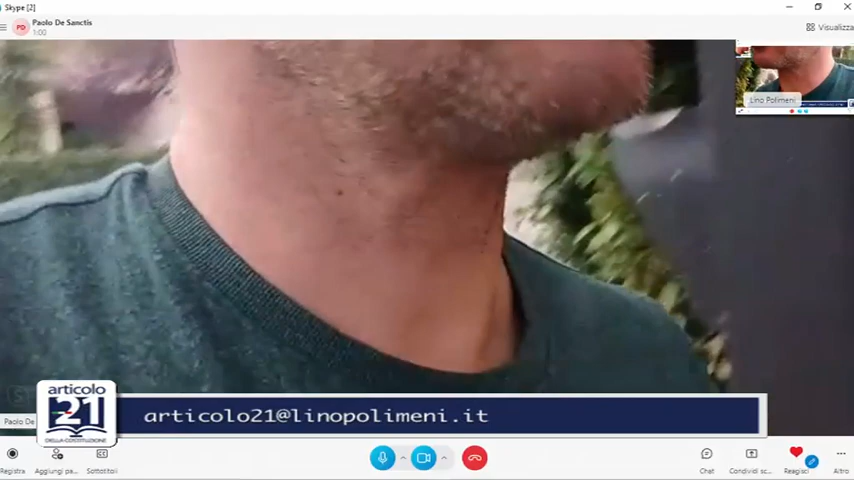 Skype [2]
PD
Paolo De Sanctis
1:00
Visualizza
Lino Polimeni
articolo
21
DELLA COSTITUZIONE
articolo21@linopolimeni.it
Paolo De
Registra
Aggiungi pa...
Sottotitoli
Chat
Condividi sc...
Reagisci
Altro